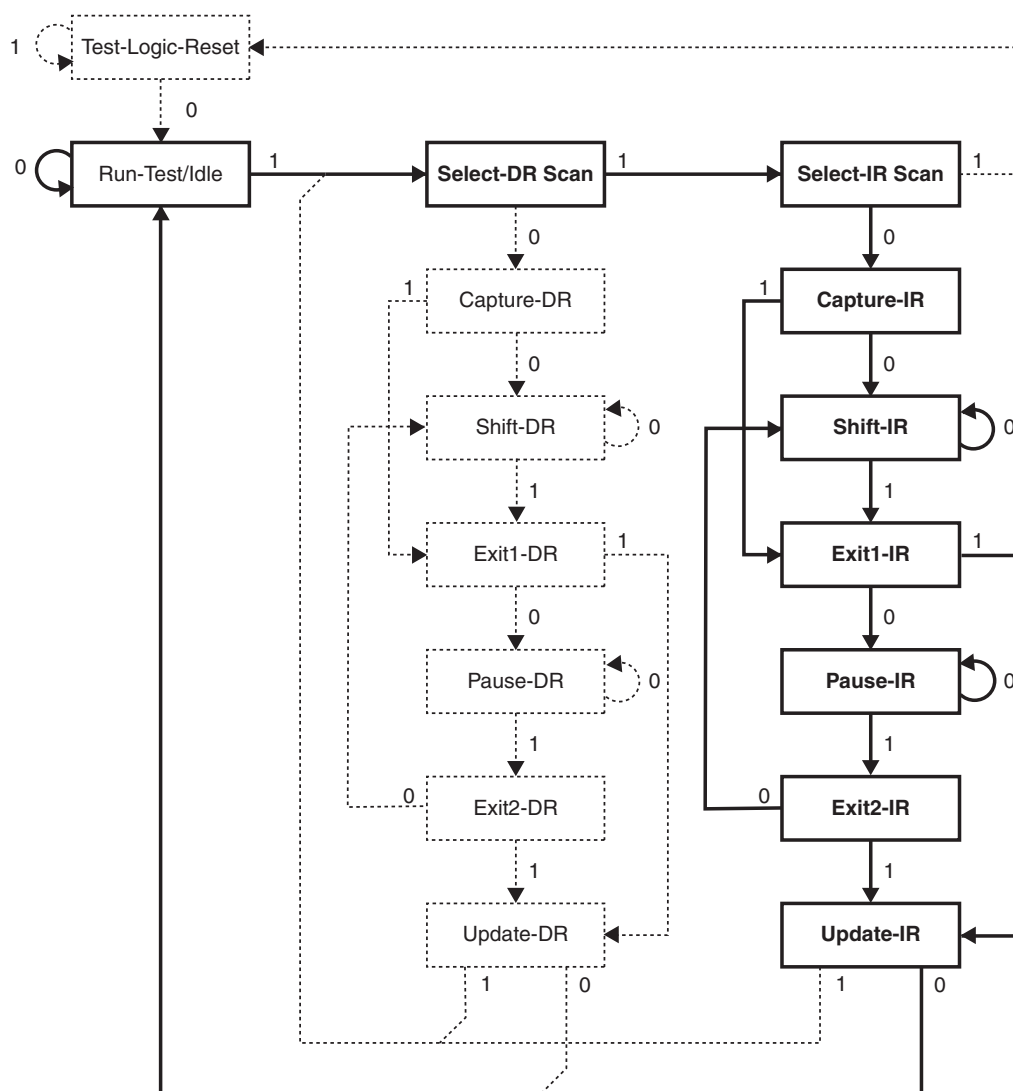 1 Test-Logic-Reset
0
0 Run-Test/Idle 1 Select-DR Scan 1 Select-IR Scan 1
0 0
1 Capture-DR 1 Capture-IR
0 0
Shift-DR 0 Shift-IR 0
1 1
Exit1-DR 1 Exit1-IR 1
0 0
Pause-DR 0 Pause-IR 0
1 1
0 Exit2-DR 0 Exit2-IR
1 1
Update-DR Update-IR
1 0 1 0